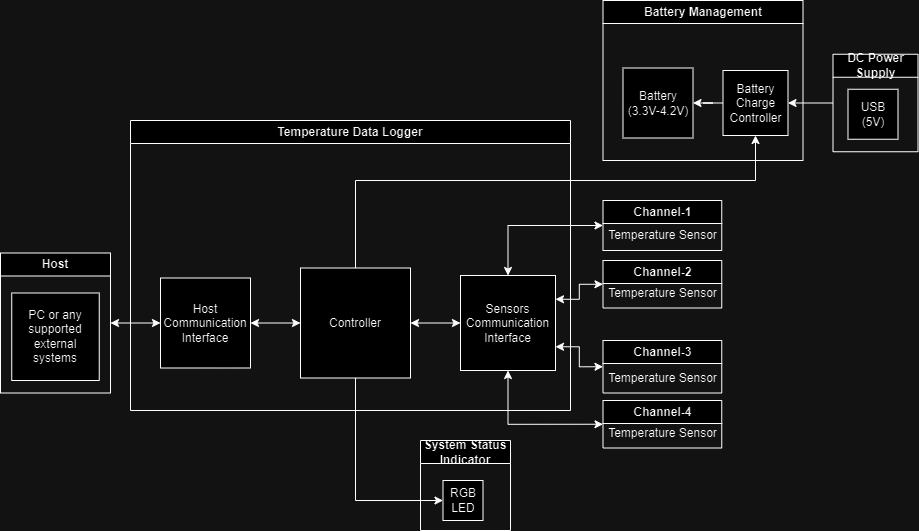 Battery Management
Battery
(3.3V-4.2V)
Battery
Charge
Controller
DC Power
Supply
USB
(5V)
Temperature Data Logger
Host
PC or any
supported
external
systems
Host
Communication
Interface
Controller
Sensors
Communication
Interface
Channel-1
Temperature Sensor
Channel-2
Temperature Sensor
Channel-3
Temperature Sensor
Channel-4
Temperature Sensor
System Status
Indicator
RGB
LED